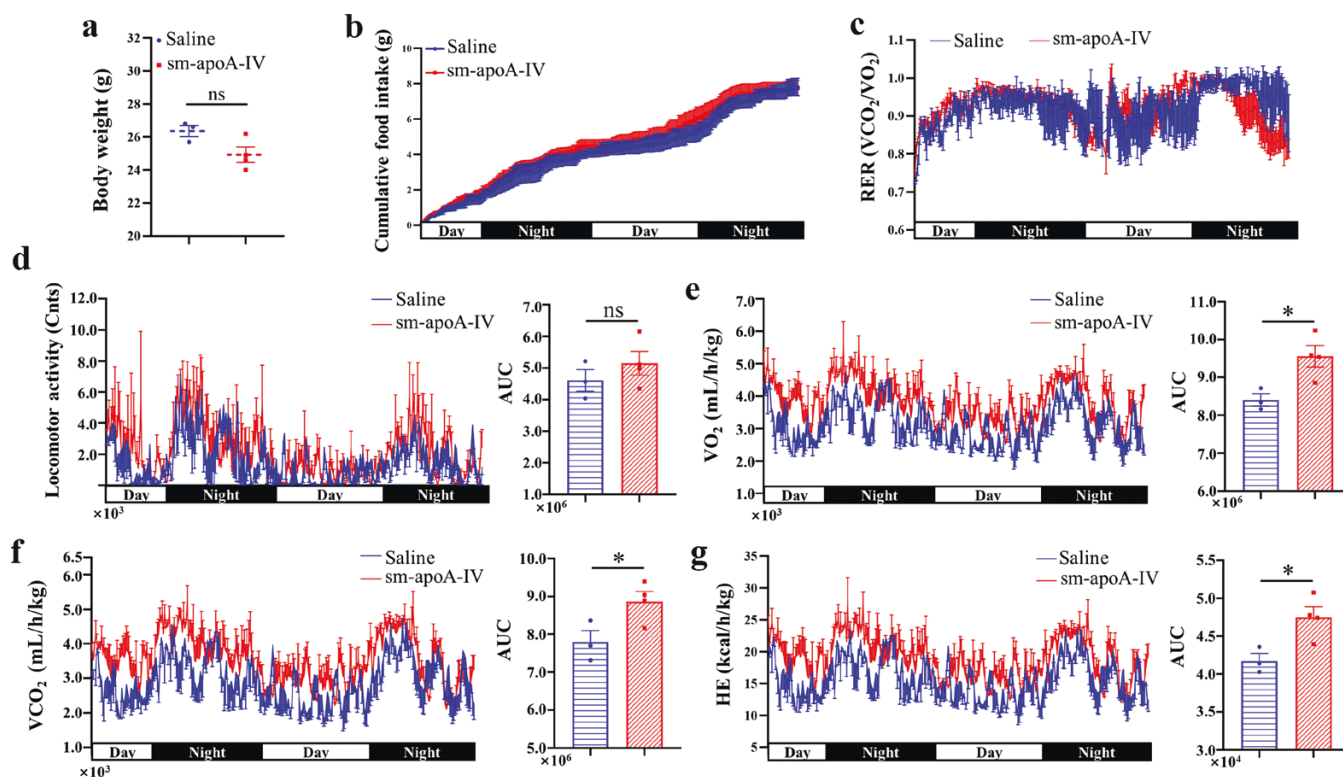 a
Body weight (g)
32
30
28
26
24
22
20
Saline
sm-apoA-IV
ns
b
Cumulative food intake (g)
10
8
6
4
2
0
Saline
sm-apoA-IV
Day Night Day Night
c
RER (VCO2/VO2)
1.1
1.0
0.9
0.8
0.7
0.6
Saline sm-apoA-IV
Day Night Day Night
d
Locomotor activity (Cnts)
12.0
10.0
8.0
6.0
4.0
2.0
Saline
sm-apoA-IV
Day Night Day Night
×10³
AUC
7.0
6.0
5.0
4.0
3.0
2.0
1.0
ns
×10⁶
e
VO2 (mL/h/kg)
7.0
6.0
5.0
4.0
3.0
2.0
1.0
Saline
sm-apoA-IV
Day Night Day Night
×10³
AUC
11.0
10.0
9.0
8.0
7.0
6.0
*
×10⁶
f
VCO2 (mL/h/kg)
6.5
6.0
5.0
4.0
3.0
2.0
1.0
Saline
sm-apoA-IV
Day Night Day Night
×10³
AUC
10.0
9.0
8.0
7.0
6.0
5.0
*
×10⁶
g
HE (kcal/h/kg)
35
30
25
20
15
10
5
Saline
sm-apoA-IV
Day Night Day Night
AUC
5.5
5.0
4.5
4.0
3.5
3.0
*
×10⁴